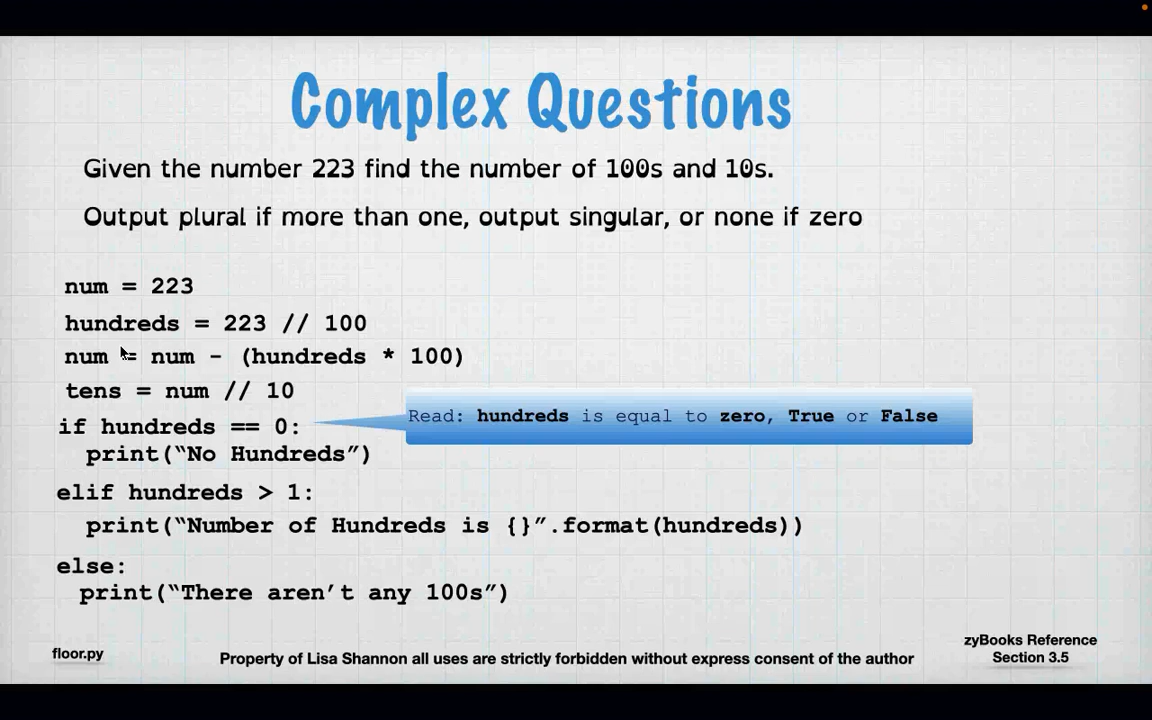 Complex Questions
Given the number 223 find the number of 100s and 10s.
Output plural if more than one, output singular, or none if zero
num = 223
hundreds = 223 // 100
num = num - (hundreds * 100)
tens = num // 10
if hundreds == 0:
Read: hundreds is equal to zero, True or False
print(“No Hundreds”)
elif hundreds > 1:
print(“Number of Hundreds is {}”.format(hundreds))
else:
print(“There aren’t any 100s”)
floor.py
Property of Lisa Shannon all uses are strictly forbidden without express consent of the author
zyBooks Reference
Section 3.5